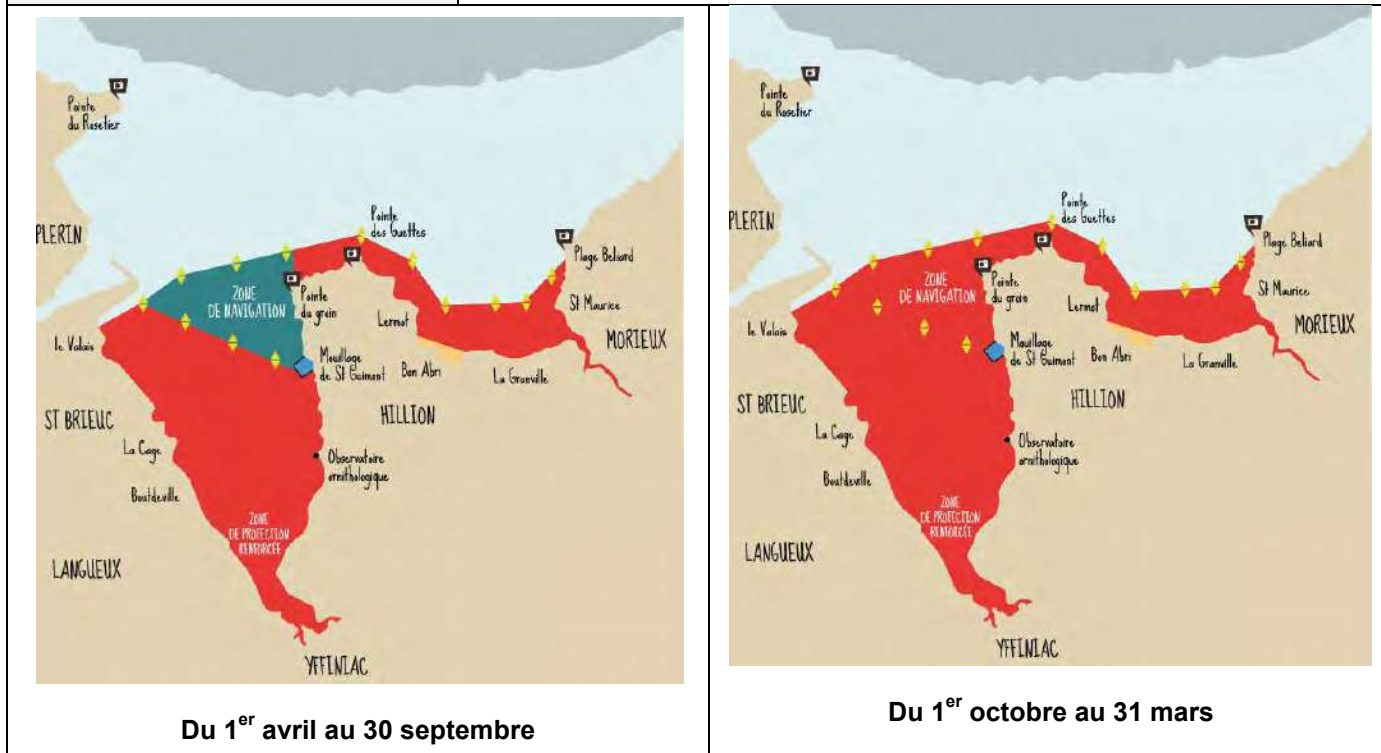 Pointe
du Rosetier
PLERIN
Pointe
des Guettes
Plage Beliard
St Maurice
ZONE
DE NAVIGATION
Pointe
du grain
Lermot
MORIEUX
le Valais
Mouillage
de St Guimont
Bon Abri
La Granville
ST BRIEUC
HILLION
La Cage
Observatoire
ornithologique
Boutdeville
ZONE
DE PROTECTION
RENFORCÉE
LANGUEUX
YFFINIAC
Du 1er avril au 30 septembre
Pointe
du Rosetier
PLERIN
Pointe
des Guettes
Plage Beliard
St Maurice
ZONE
DE NAVIGATION
Pointe
du grain
Lermot
MORIEUX
le Valais
Mouillage
de St Guimont
Bon Abri
La Granville
ST BRIEUC
HILLION
La Cage
Observatoire
ornithologique
Boutdeville
ZONE
DE PROTECTION
RENFORCÉE
LANGUEUX
YFFINIAC
Du 1er octobre au 31 mars